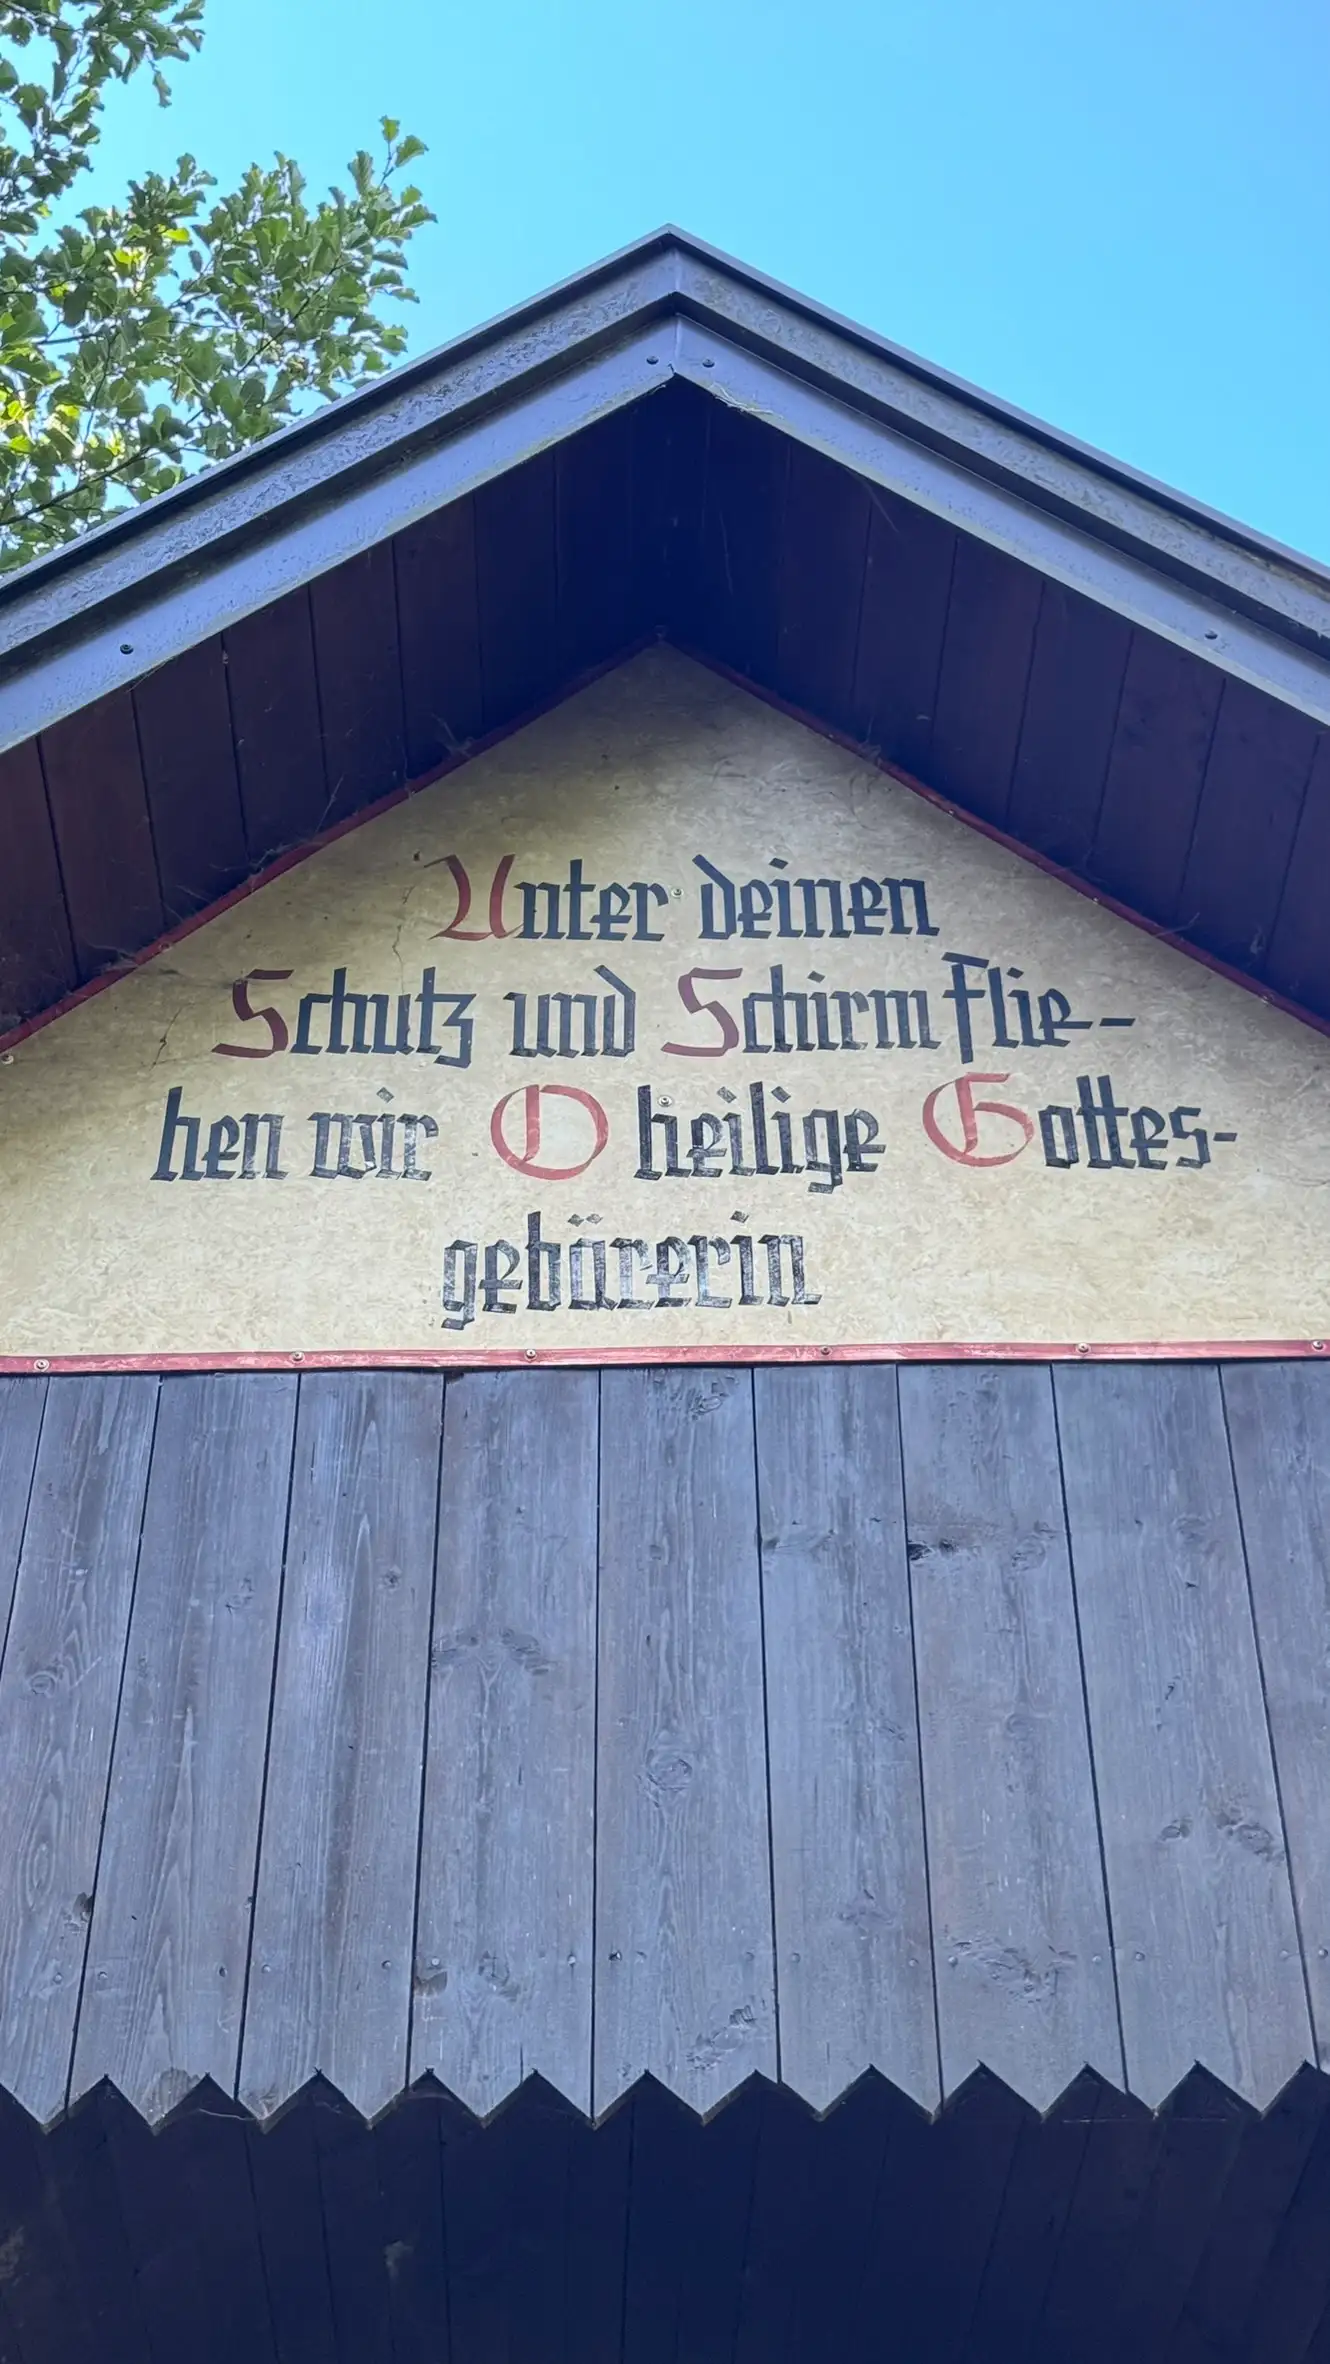 Unter deinen
Schutz und Schirm flie-
hen wir O heilige Gottes-
gebärerin